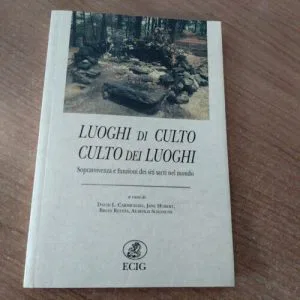 LUOGHI DI CULTO
CULTO DEI LUOGHI
Sopravvivenza e funzioni dei siti sacri nel mondo
a cura di
DAVID L. CARMICHAEL, JANE HUBERT,
BRIAN REEVES, AUDHILD SCHANCHE
ECIG